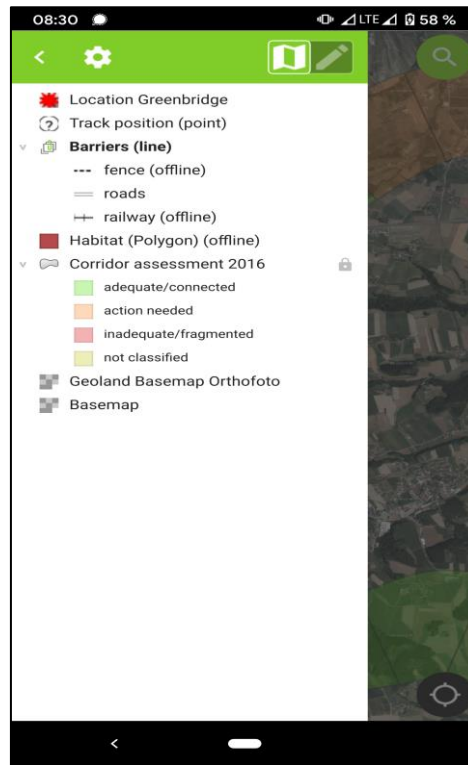 08:30 LTE 58 %
Location Greenbridge
Track position (point)
Barriers (line)
fence (offline)
roads
railway (offline)
Habitat (Polygon) (offline)
Corridor assessment 2016
adequate/connected
action needed
inadequate/fragmented
not classified
Geoland Basemap Orthofoto
Basemap